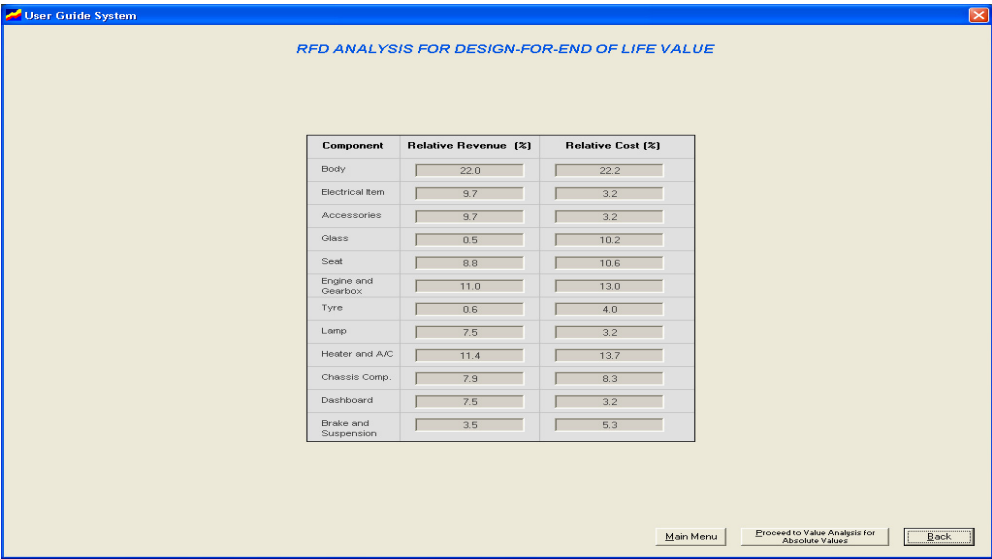 User Guide System
RFD ANALYSIS FOR DESIGN-FOR-END OF LIFE VALUE
Component Relative Revenue (%) Relative Cost (%)
Body 22.0 22.2
Electrical Item 9.7 3.2
Accessories 9.7 3.2
Glass 0.5 10.2
Seat 8.8 10.6
Engine and
Gearbox 11.0 13.0
Tyre 0.6 4.0
Lamp 7.5 3.2
Heater and A/C 11.4 13.7
Chassis Comp. 7.9 8.3
Dashboard 7.5 3.2
Brake and
Suspension 3.5 5.3
Main Menu
Proceed to Value Analysis for
Absolute Values
Back